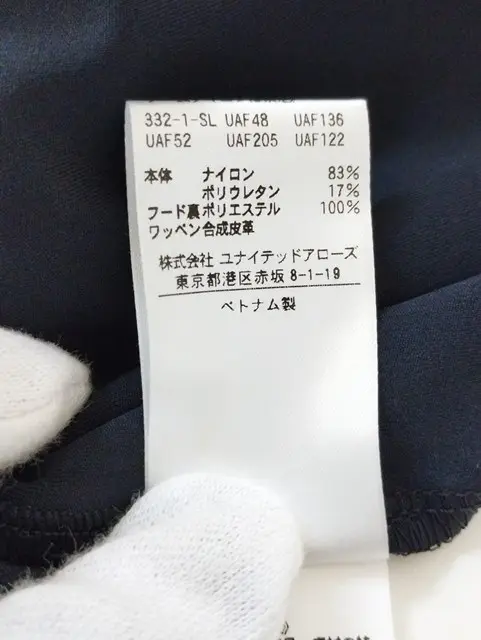 332-1-SL UAF48 UAF136
UAF52 UAF205 UAF122
本体 ナイロン 83%
ポリウレタン 17%
フード裏 ポリエステル 100%
ワッペン 合成皮革
株式会社 ユナイテッドアローズ
東京都港区赤坂 8-1-19
ベトナム製